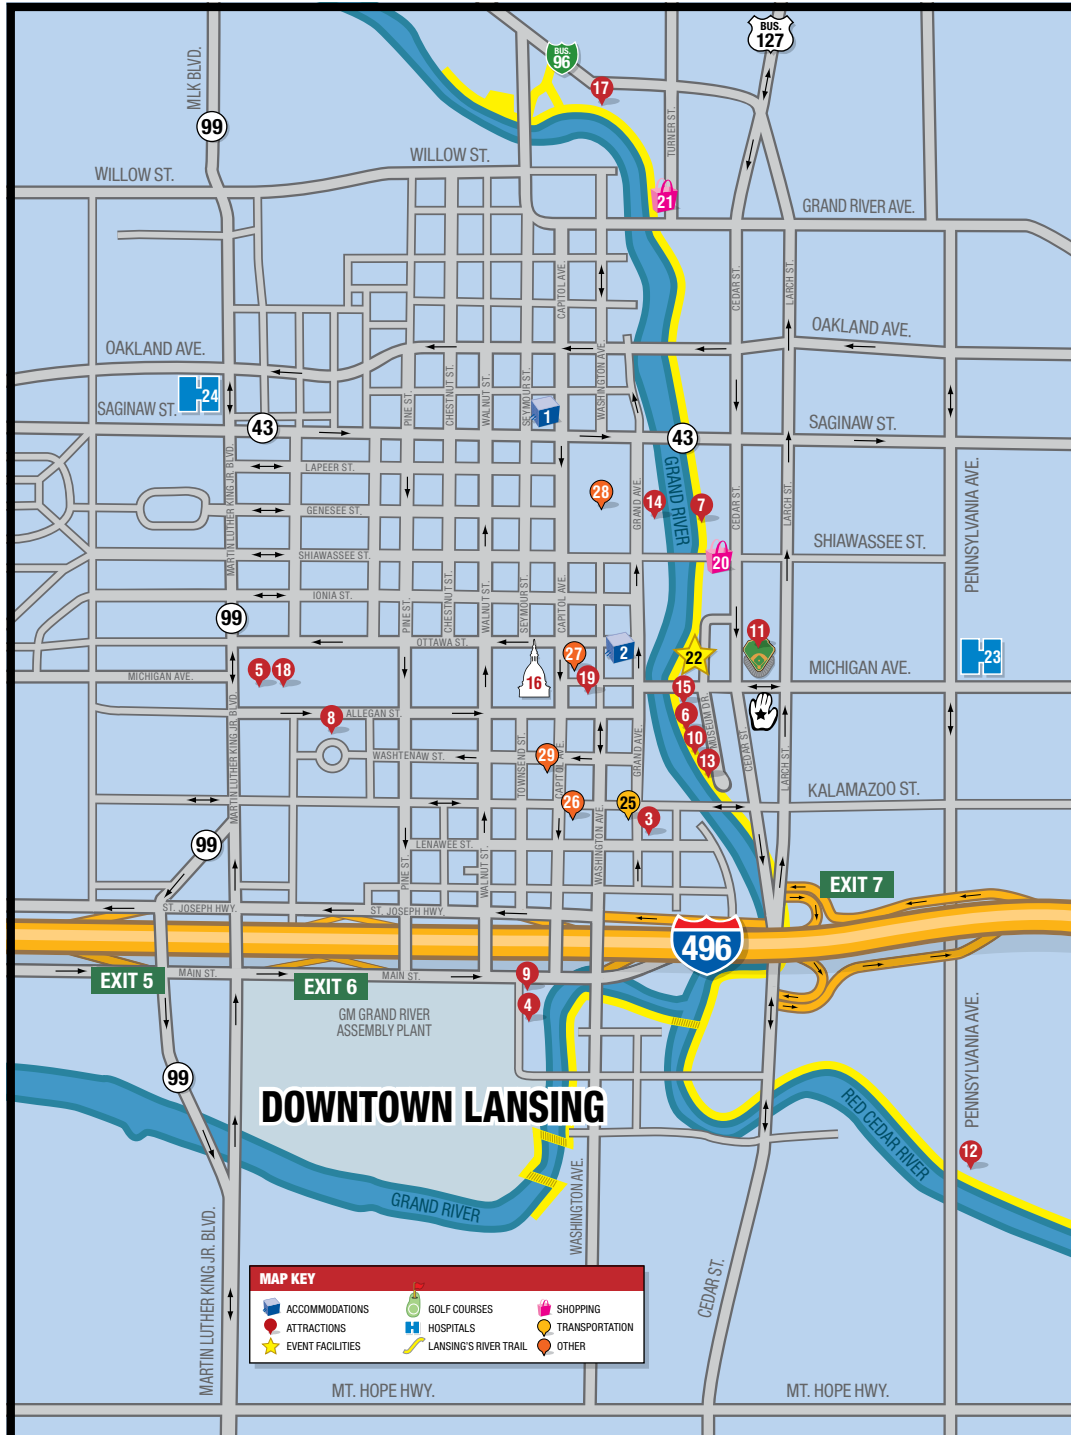 BUS.
127
BUS.
96
MLK BLVD.
17
99
TURNER ST.
WILLOW ST.
WILLOW ST.
21
GRAND RIVER AVE.
CAPITOL AVE.
CEDAR ST.
LARCH ST.
OAKLAND AVE.
OAKLAND AVE.
WASHINGTON AVE.
PINE ST.
CHESTNUT ST.
WALNUT ST.
SEYMOUR ST.
24
SAGINAW ST.
1
SAGINAW ST.
43
43
MARTIN LUTHER KING JR. BLVD.
LAPEER ST.
GENESEE ST.
28
GRAND AVE.
14
GRAND RIVER
7
CEDAR ST.
LARCH ST.
PENNSYLVANIA AVE.
SHIAWASSEE ST.
SHIAWASSEE ST.
20
IONIA ST.
PINE ST.
CHESTNUT ST.
WALNUT ST.
SEYMOUR ST.
CAPITOL AVE.
99
OTTAWA ST.
11
27
2
22
23
MICHIGAN AVE.
5
18
16
19
15
MICHIGAN AVE.
8
ALLEGAN ST.
6
MUSEUM DR.
10
WASHTENAW ST.
TOWNSEND ST.
CAPITOL AVE.
29
GRAND AVE.
13
CEDAR ST.
LARCH ST.
MARTIN LUTHER KING JR. BLVD.
KALAMAZOO ST.
26
25
3
WASHINGTON AVE.
99
LENAWEE ST.
PINE ST.
WALNUT ST.
EXIT 7
ST. JOSEPH HWY.
ST. JOSEPH HWY.
496
EXIT 5
MAIN ST.
EXIT 6
MAIN ST.
9
4
GM GRAND RIVER
ASSEMBLY PLANT
PENNSYLVANIA AVE.
99
DOWNTOWN LANSING
RED CEDAR RIVER
12
GRAND RIVER
WASHINGTON AVE.
MARTIN LUTHER KING JR. BLVD.
CEDAR ST.
MAP KEY
ACCOMMODATIONS
GOLF COURSES
SHOPPING
ATTRACTIONS
HOSPITALS
TRANSPORTATION
EVENT FACILITIES
LANSING'S RIVER TRAIL
OTHER
MT. HOPE HWY.
MT. HOPE HWY.